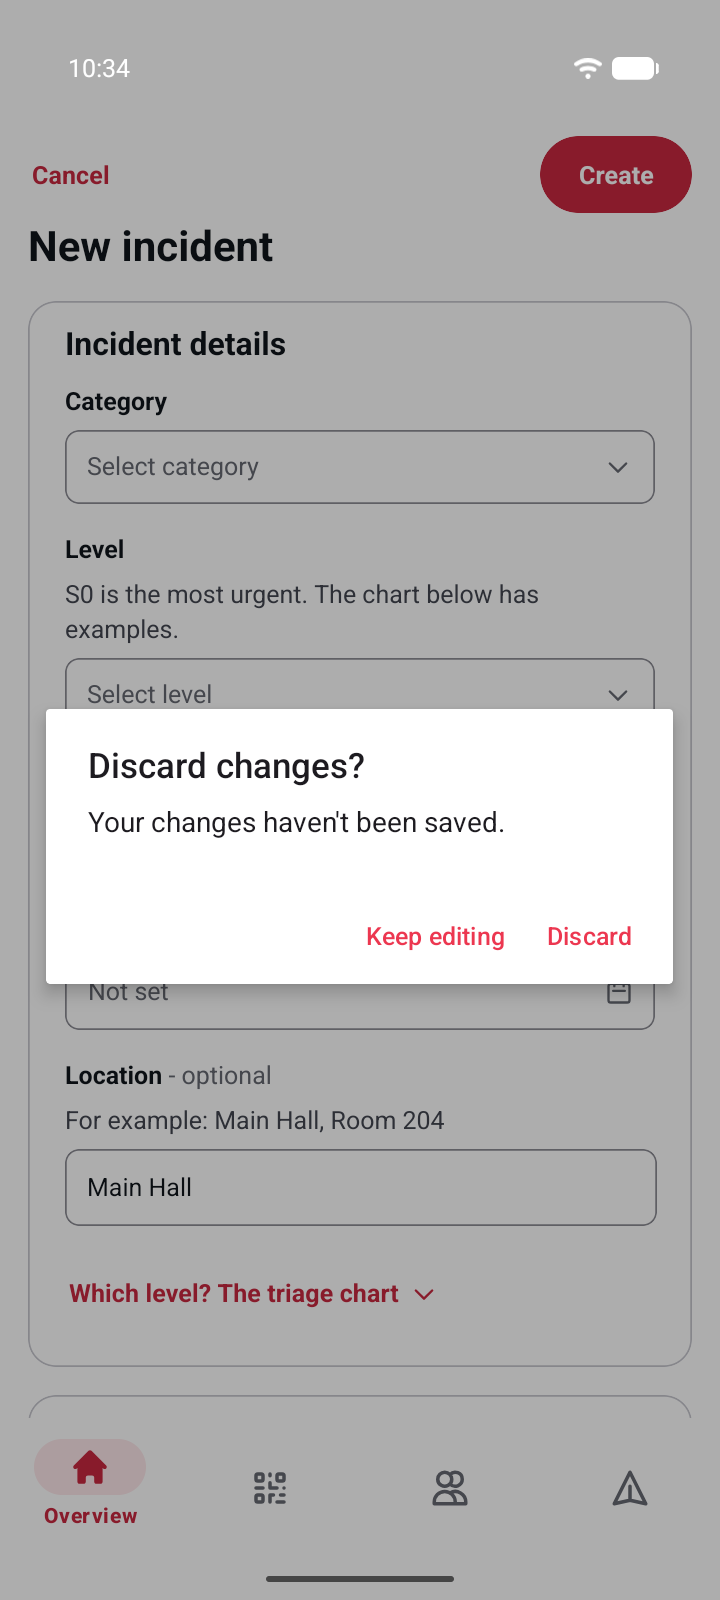 10:34
Cancel
Create
New incident
Incident details
Category
Select category
Level
S0 is the most urgent. The chart below has
examples.
Select level
Discard changes?
Your changes haven't been saved.
Keep editing
Discard
Not set
Location - optional
For example: Main Hall, Room 204
Main Hall
Which level? The triage chart
Overview